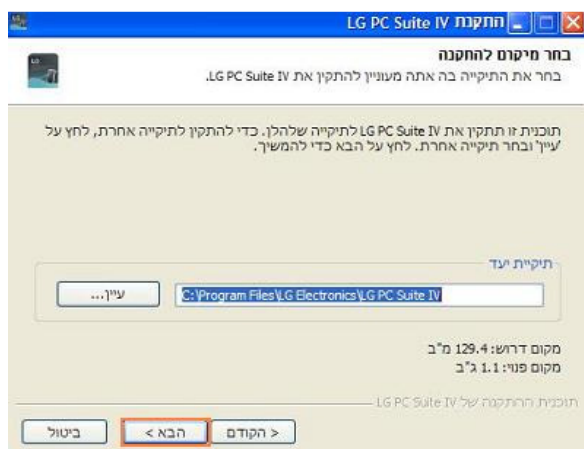 התקנת LG PC Suite IV
בחר מיקום להתקנה
בחר את התיקייה בה אתה מעוניין להתקין את LG PC Suite IV.
LG
תוכנית זו תתקין את LG PC Suite IV לתיקייה שלהלן. כדי להתקין לתיקייה אחרת, לחץ על
'עיין' ובחר תיקייה אחרת. לחץ על הבא כדי להמשיך.
תיקיית יעד
C:\Program Files\LG Electronics\LG PC Suite IV
עיין...
מקום דרוש: 129.4 מ"ב
מקום פנוי: 1.1 ג"ב
תוכנית ההתקנה של LG PC Suite IV
< הקודם
הבא >
ביטול